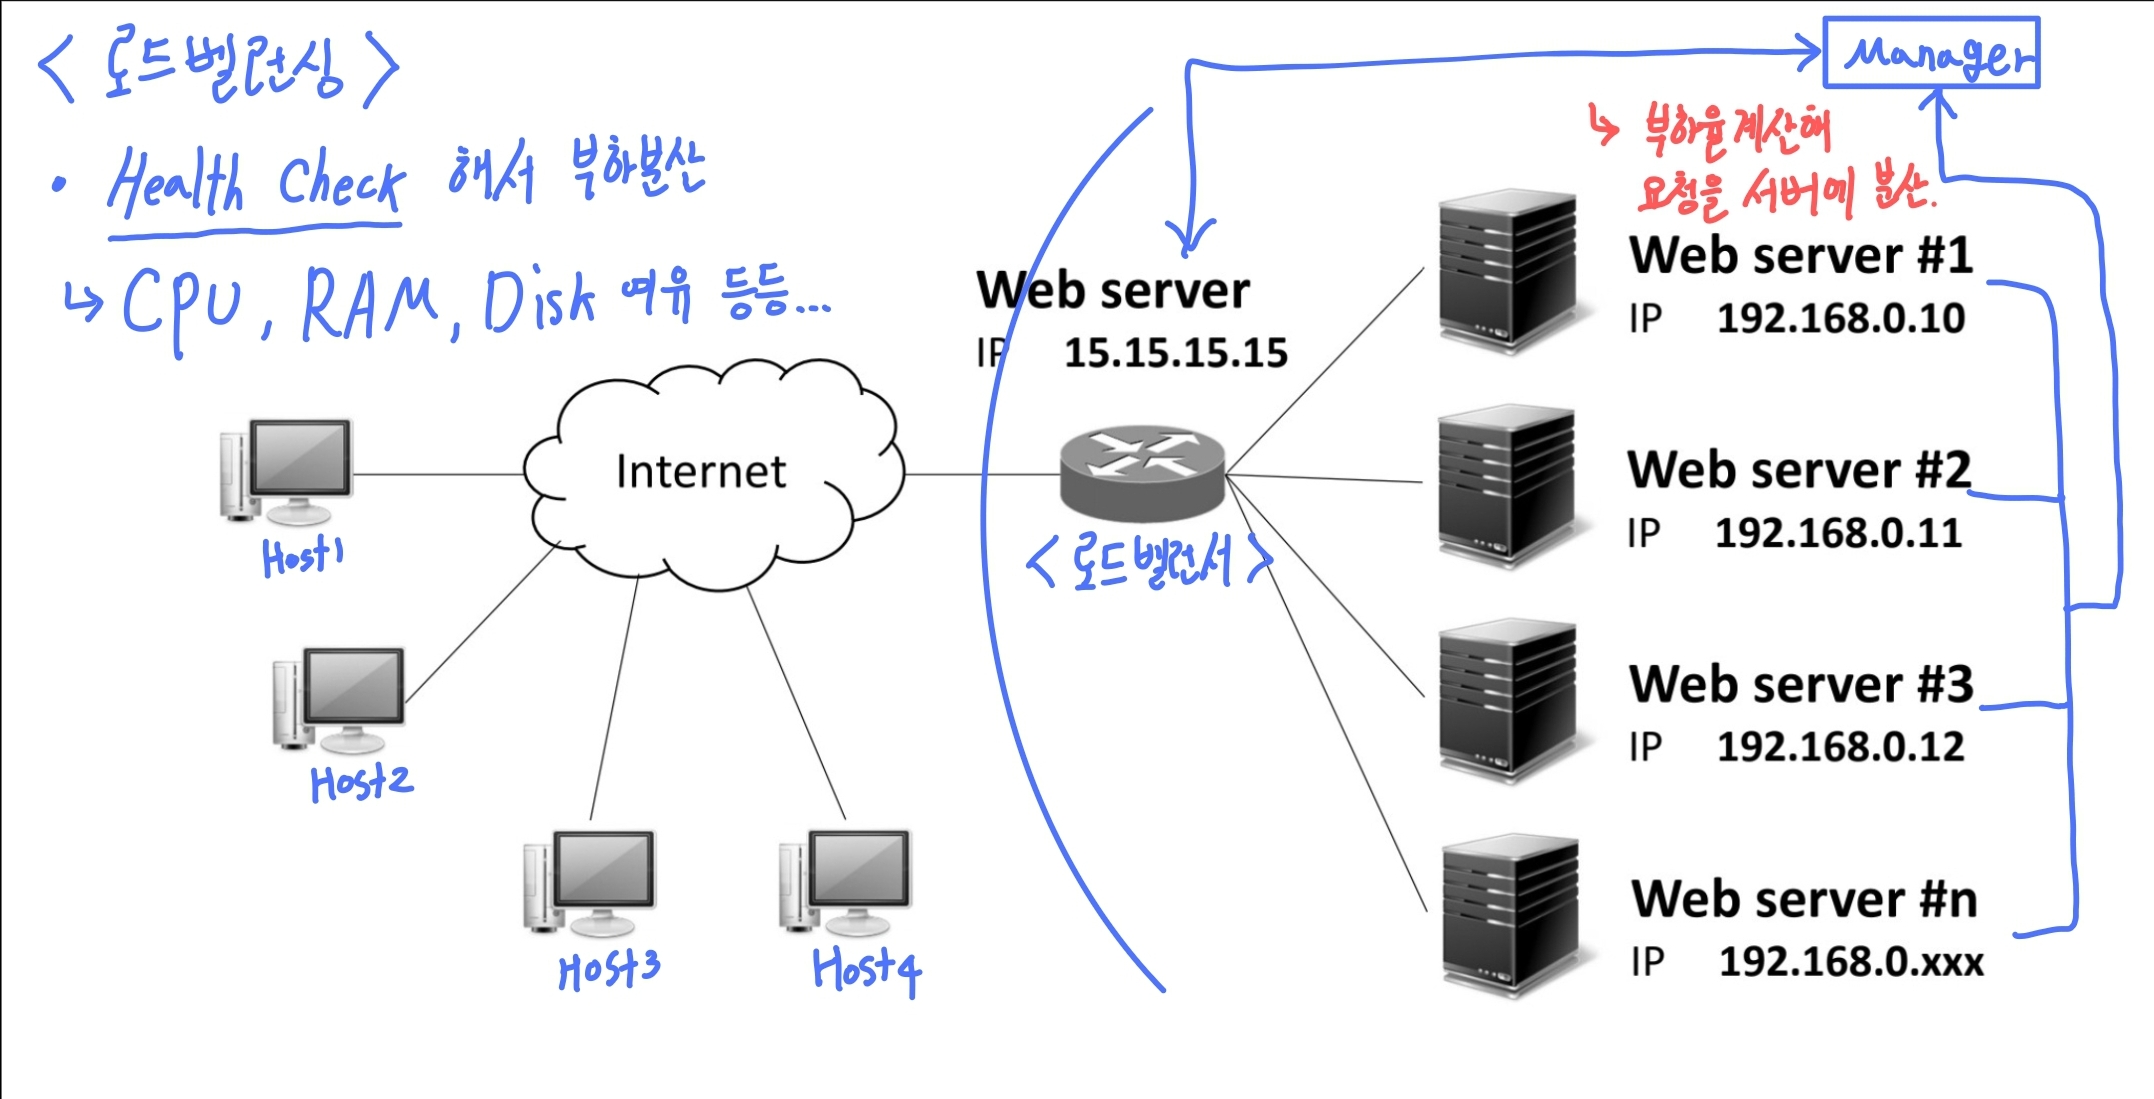 < 로드밸런싱 >
• Health Check 해서 부하분산
↳ CPU, RAM, Disk 여유 등등...
Manager
↳ 부하율계산해
요청을 서버에 분산.
Web server
IP 15.15.15.15
< 로드밸런서 >
Internet
Host1
Host2
Host3
Host4
Web server #1
IP 192.168.0.10
Web server #2
IP 192.168.0.11
Web server #3
IP 192.168.0.12
Web server #n
IP 192.168.0.xxx